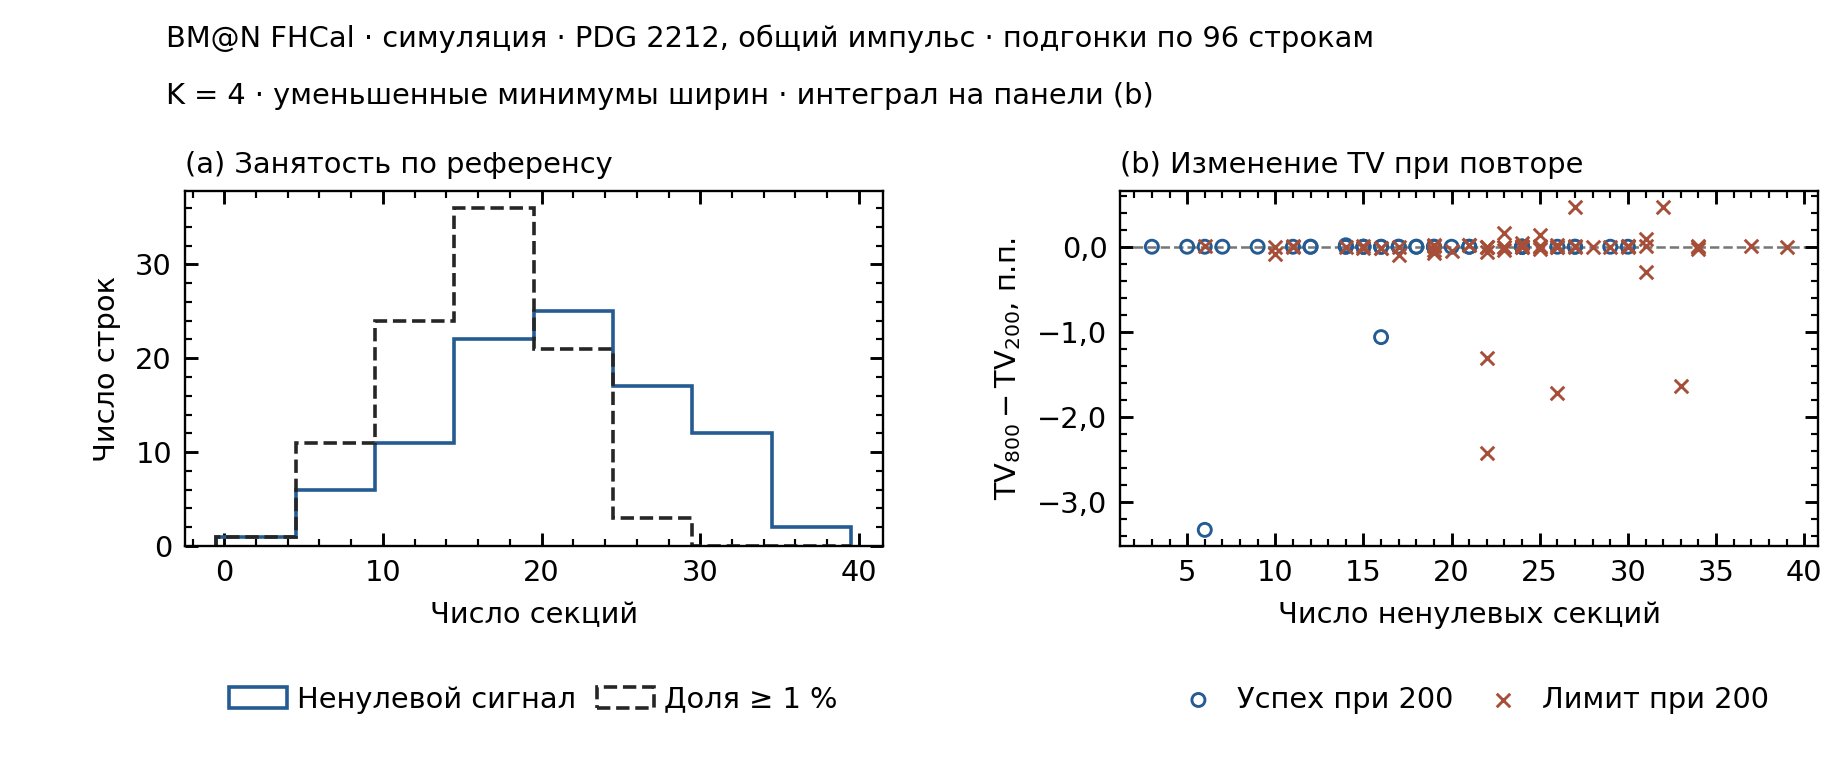 BM@N FHCal · симуляция · PDG 2212, общий импульс · подгонки по 96 строкам
K = 4 · уменьшенные минимумы ширин · интеграл на панели (b)
(a) Занятость по референсу
Число строк
30
20
10
0
0 10 20 30 40
Число секций
Ненулевой сигнал
Доля ≥ 1 %
(b) Изменение TV при повторе
TV₈₀₀ − TV₂₀₀, п.п.
0,0
−1,0
−2,0
−3,0
5 10 15 20 25 30 35 40
Число ненулевых секций
Успех при 200
Лимит при 200